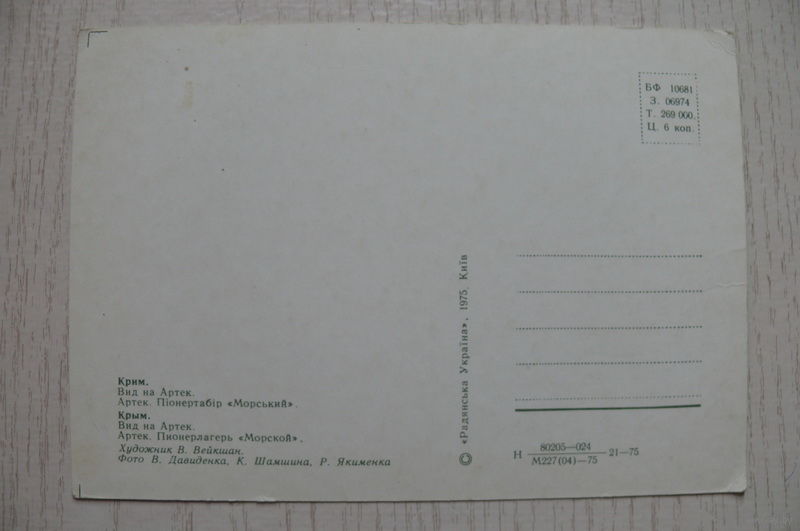 БФ 10681
З. 06974
Т. 269 000.
Ц. 6 коп.
Крим.
Вид на Артек.
Артек. Піонертабір «Морський».
Крым.
Вид на Артек.
Артек. Пионерлагерь «Морской».
Художник В. Вейкшан.
Фото В. Давиденка, К. Шамшина, Р. Якименка
© «Радянська Україна», 1975, Київ
Н 80205—024 21—75
М227(04)—75